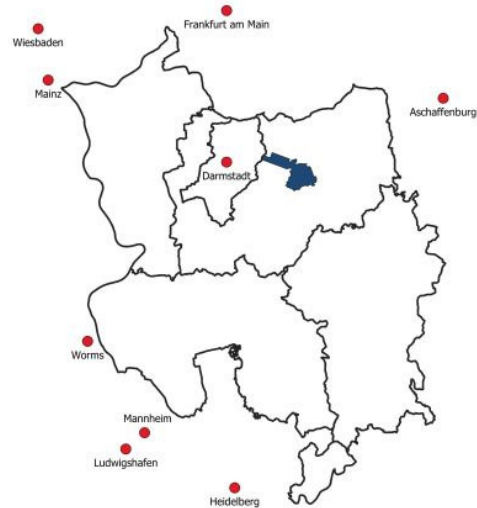 Frankfurt am Main
Wiesbaden
Mainz
Aschaffenburg
Darmstadt
Worms
Mannheim
Ludwigshafen
Heidelberg